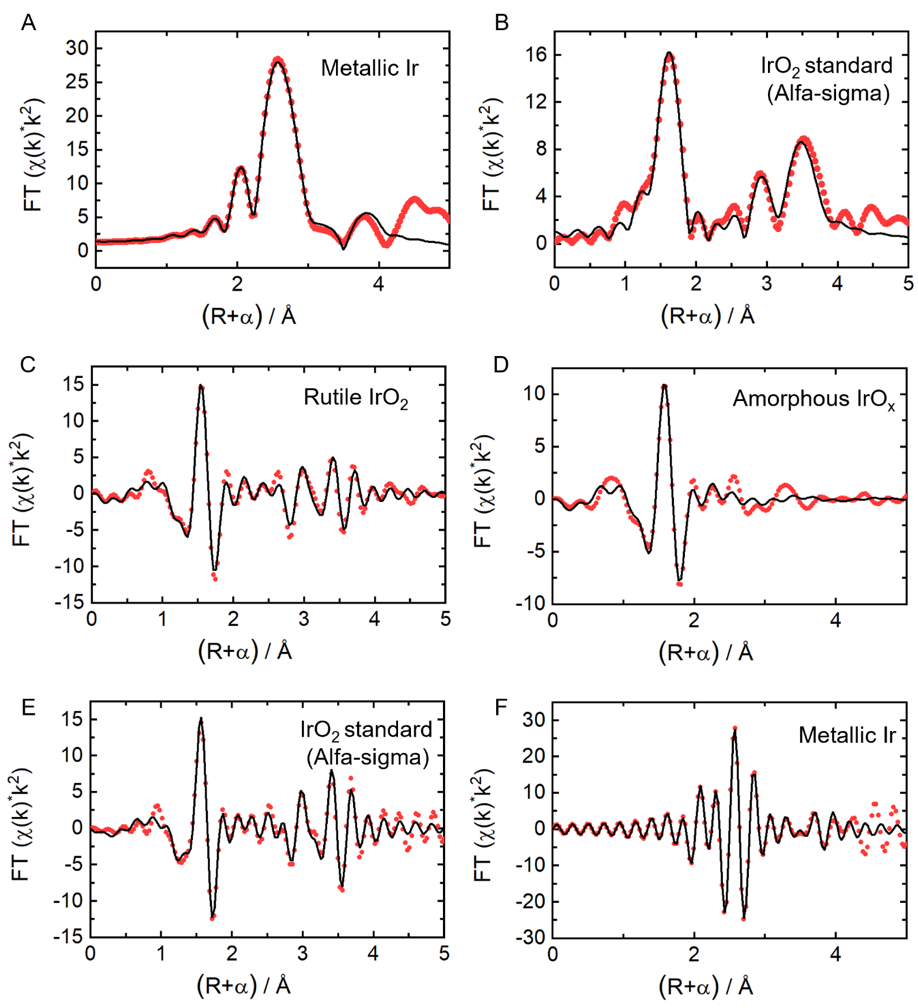 A
Metallic Ir
FT (χ(k)*k²)
30
25
20
15
10
5
0
0 2 4
(R+α) / Å
B
IrO₂ standard
(Alfa-sigma)
FT (χ(k)*k²)
16
12
8
4
0
0 1 2 3 4 5
(R+α) / Å
C
Rutile IrO₂
FT (χ(k)*k²)
15
10
5
0
-5
-10
-15
0 1 2 3 4 5
(R+α) / Å
D
Amorphous IrOₓ
FT (χ(k)*k²)
10
5
0
-5
-10
0 2 4
(R+α) / Å
E
IrO₂ standard
(Alfa-sigma)
FT (χ(k)*k²)
15
10
5
0
-5
-10
-15
0 1 2 3 4 5
(R+α) / Å
F
Metallic Ir
FT (χ(k)*k²)
30
20
10
0
-10
-20
-30
0 2 4
(R+α) / Å